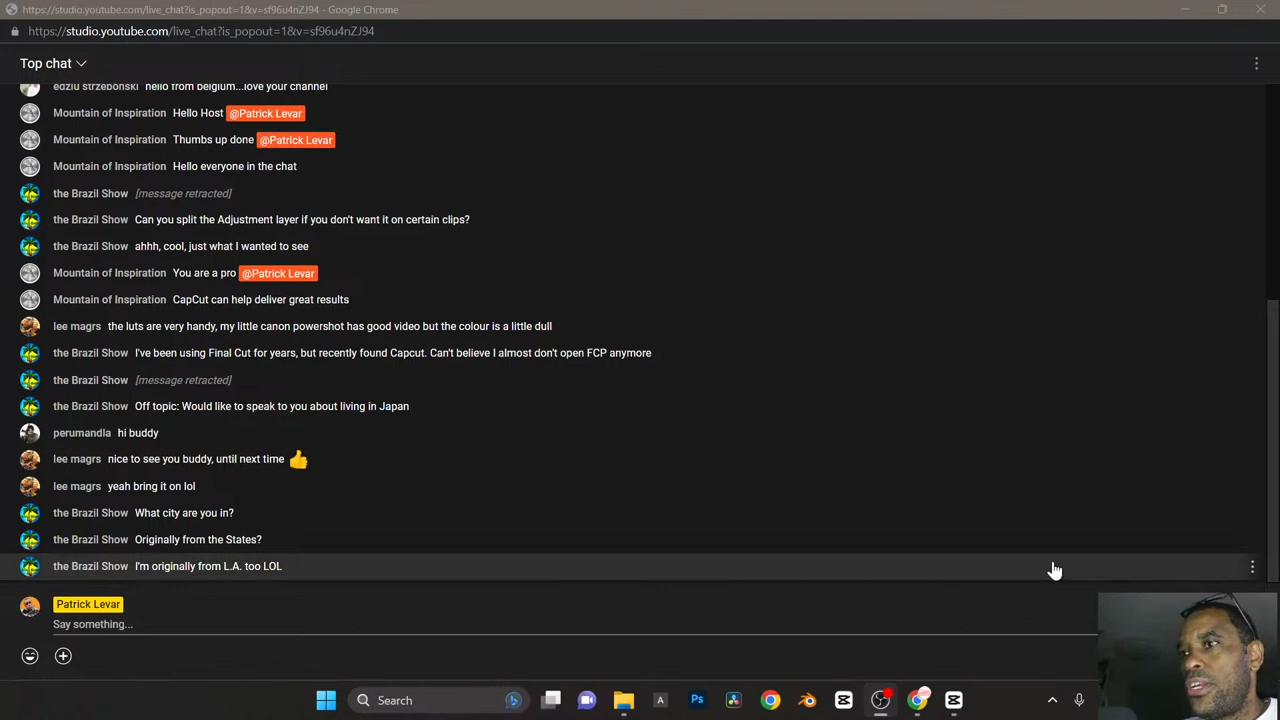 https://studio.youtube.com/live_chat?is_popout=1&v=sf96u4nZJ94 - Google Chrome
https://studio.youtube.com/live_chat?is_popout=1&v=sf96u4nZJ94
Top chat
edziu strzebonski hello from belgium...love your channel
Mountain of Inspiration Hello Host @Patrick Levar
Mountain of Inspiration Thumbs up done @Patrick Levar
Mountain of Inspiration Hello everyone in the chat
the Brazil Show [message retracted]
the Brazil Show Can you split the Adjustment layer if you don't want it on certain clips?
the Brazil Show ahhh, cool, just what I wanted to see
Mountain of Inspiration You are a pro @Patrick Levar
Mountain of Inspiration CapCut can help deliver great results
lee magrs the luts are very handy, my little canon powershot has good video but the colour is a little dull
the Brazil Show I've been using Final Cut for years, but recently found Capcut. Can't believe I almost don't open FCP anymore
the Brazil Show [message retracted]
the Brazil Show Off topic: Would like to speak to you about living in Japan
perumandla hi buddy
lee magrs nice to see you buddy, until next time 👍
lee magrs yeah bring it on lol
the Brazil Show What city are you in?
the Brazil Show Originally from the States?
the Brazil Show I'm originally from L.A. too LOL
Patrick Levar
Say something...
Search
A
Ps